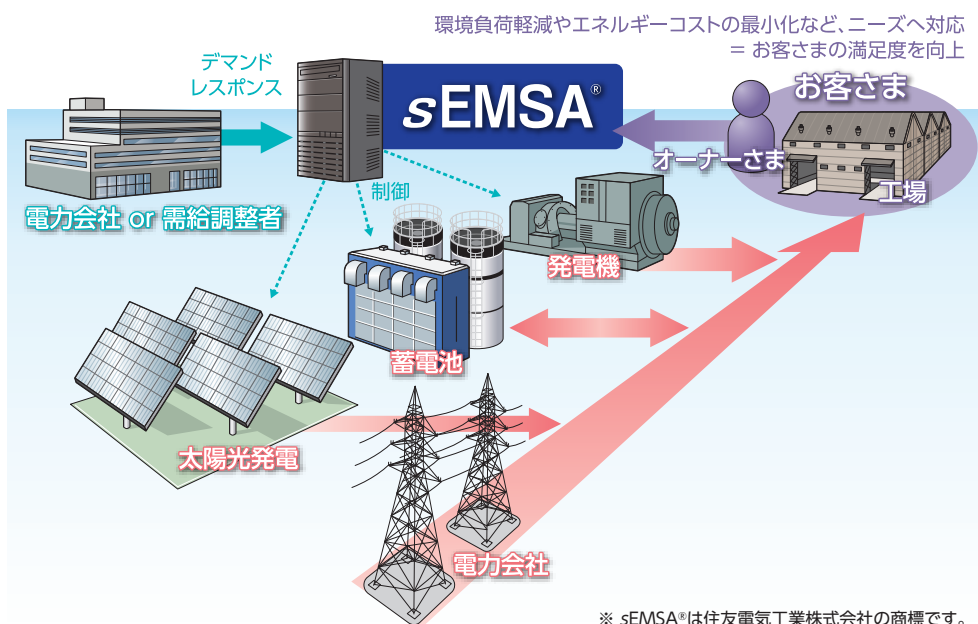 環境負荷軽減やエネルギーコストの最小化など、ニーズへ対応
= お客さまの満足度を向上
デマンド
レスポンス
sEMSA®
お客さま
オーナーさま
工場
電力会社 or 需給調整者
制御
発電機
蓄電池
太陽光発電
電力会社
※ sEMSA®は住友電気工業株式会社の商標です。